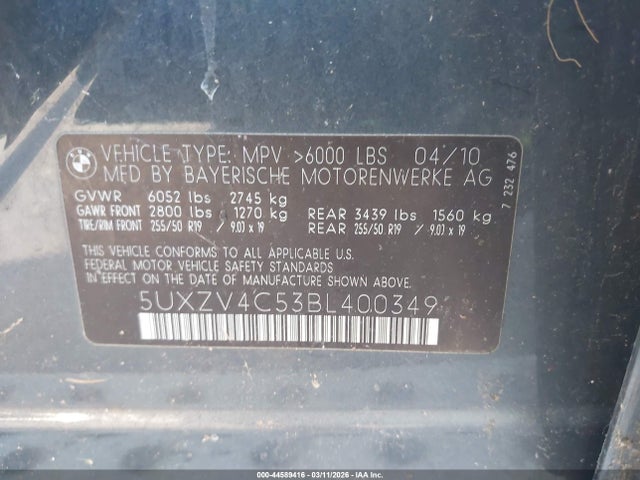 BMW
VEHICLE TYPE: MPV >6000 LBS 04/10
MFD BY BAYERISCHE MOTORENWERKE AG
GVWR 6052 lbs 2745 kg
GAWR FRONT 2800 lbs 1270 kg REAR 3439 lbs 1560 kg
TIRE/RIM FRONT 255/50 R19 / 9.0J x 19 REAR 255/50 R19 / 9.0J x 19
THIS VEHICLE CONFORMS TO ALL APPLICABLE U.S.
FEDERAL MOTOR VEHICLE SAFETY STANDARDS IN
EFFECT ON THE DATE OF MANUFACTURE SHOWN ABOVE.
5UXZV4C53BL400349
7 232 476
000-44589416 - 03/11/2026 - IAA Inc.